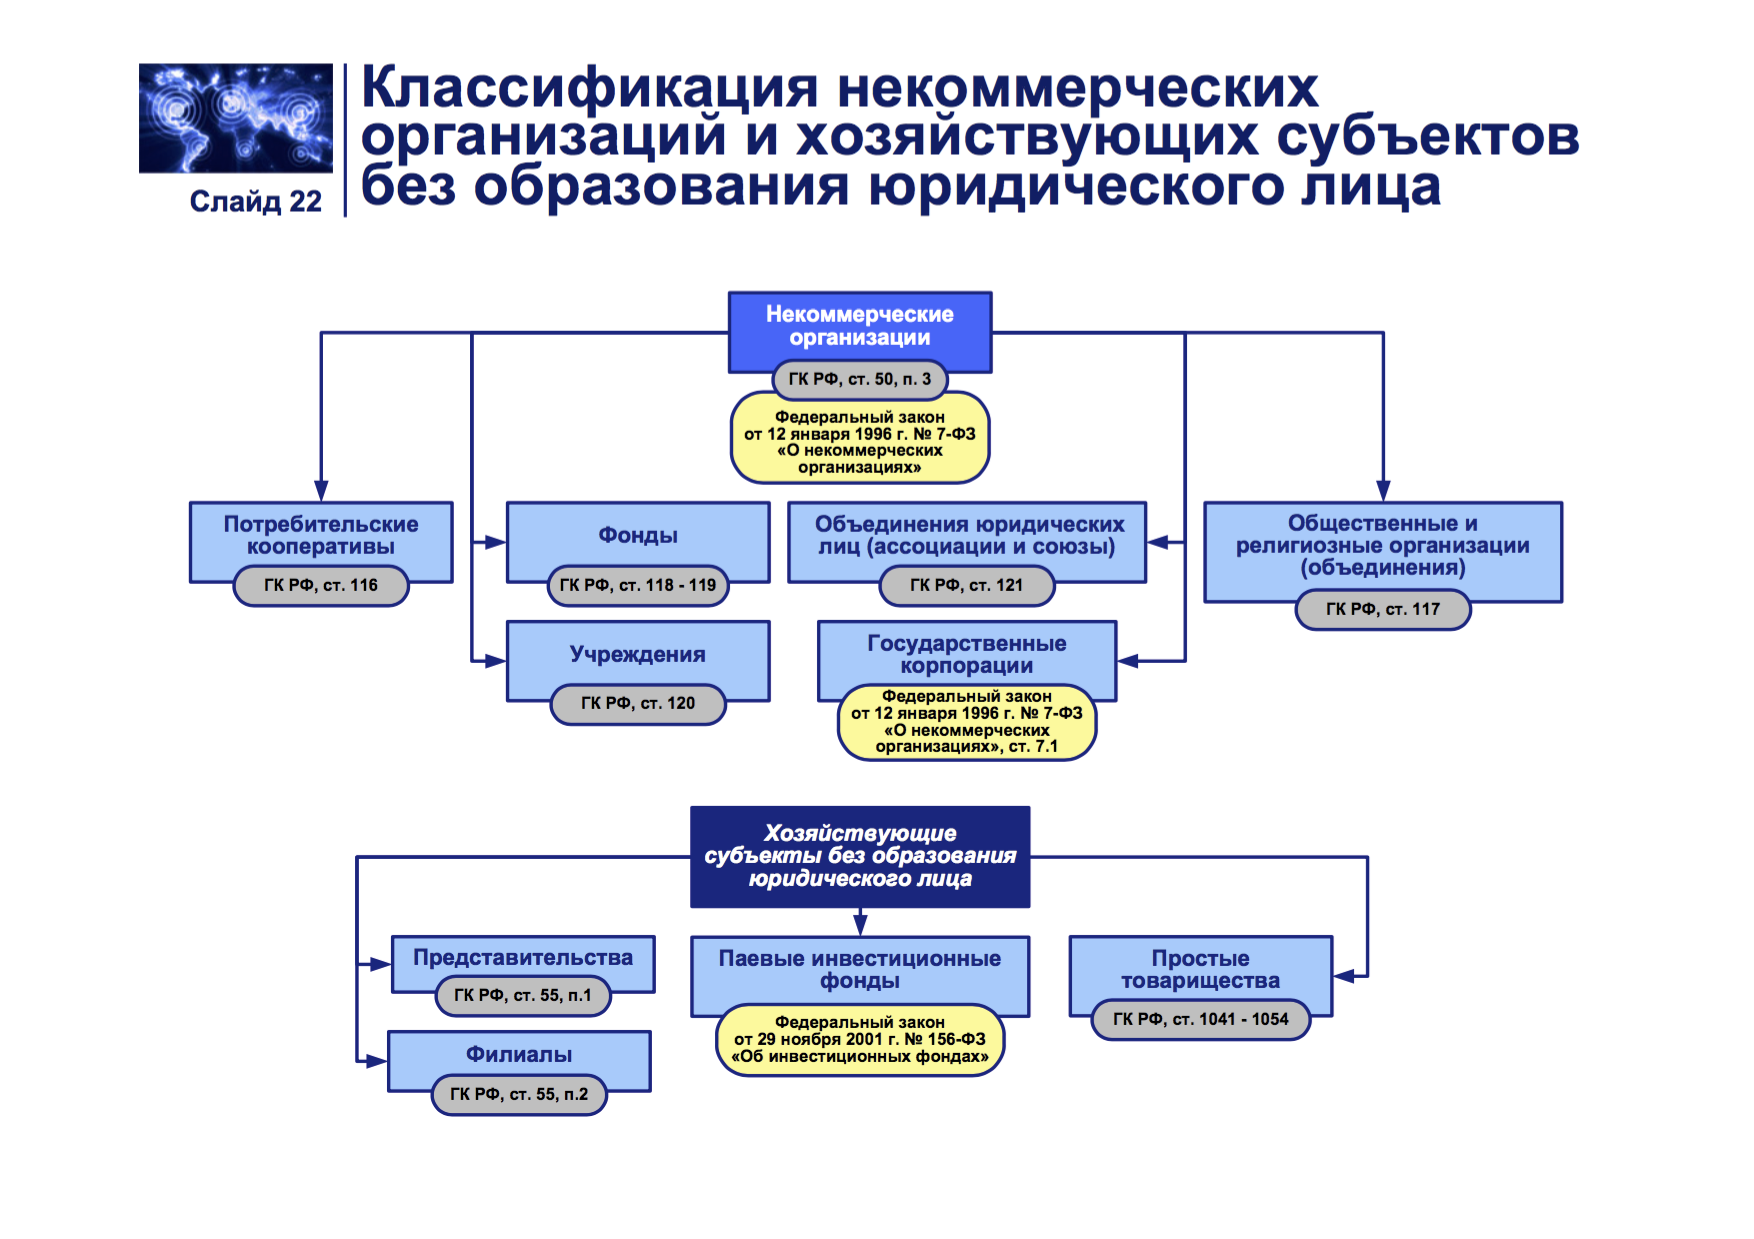 Классификация некоммерческих
организаций и хозяйствующих субъектов
без образования юридического лица
Слайд 22
Некоммерческие
организации
ГК РФ, ст. 50, п. 3
Федеральный закон
от 12 января 1996 г. № 7-ФЗ
«О некоммерческих
организациях»
Потребительские
кооперативы
ГК РФ, ст. 116
Фонды
ГК РФ, ст. 118 - 119
Объединения юридических
лиц (ассоциации и союзы)
ГК РФ, ст. 121
Общественные и
религиозные организации
(объединения)
ГК РФ, ст. 117
Учреждения
ГК РФ, ст. 120
Государственные
корпорации
Федеральный закон
от 12 января 1996 г. № 7-ФЗ
«О некоммерческих
организациях», ст. 7.1
Хозяйствующие
субъекты без образования
юридического лица
Представительства
ГК РФ, ст. 55, п.1
Филиалы
ГК РФ, ст. 55, п.2
Паевые инвестиционные
фонды
Федеральный закон
от 29 ноября 2001 г. № 156-ФЗ
«Об инвестиционных фондах»
Простые
товарищества
ГК РФ, ст. 1041 - 1054